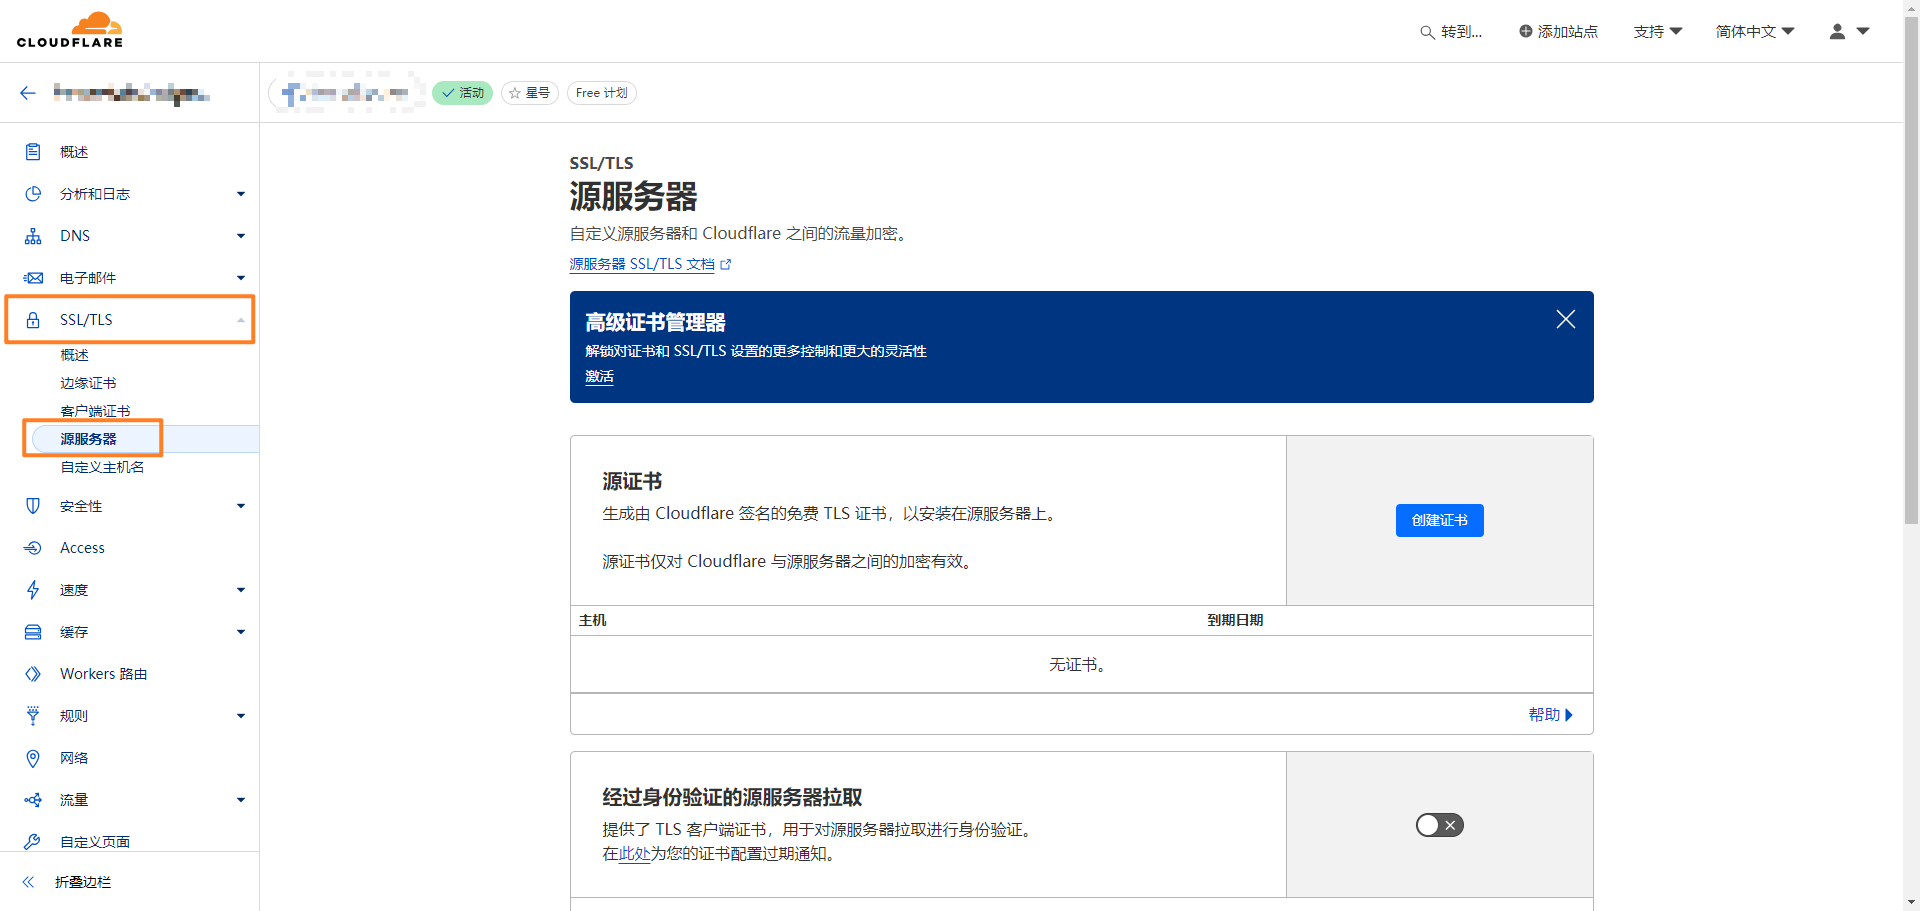 CLOUDFLARE
转到...
添加站点
支持
简体中文
活动
星号
Free 计划
概述
分析和日志
DNS
电子邮件
SSL/TLS
概述
边缘证书
客户端证书
源服务器
自定义主机名
安全性
Access
速度
缓存
Workers 路由
规则
网络
流量
自定义页面
折叠边栏
SSL/TLS
源服务器
自定义源服务器和 Cloudflare 之间的流量加密。
源服务器 SSL/TLS 文档
高级证书管理器
解锁对证书和 SSL/TLS 设置的更多控制和更大的灵活性
激活
源证书
生成由 Cloudflare 签名的免费 TLS 证书，以安装在源服务器上。
源证书仅对 Cloudflare 与源服务器之间的加密有效。
创建证书
主机 到期日期
无证书。
帮助
经过身份验证的源服务器拉取
提供了 TLS 客户端证书，用于对源服务器拉取进行身份验证。
在此处为您的证书配置过期通知。